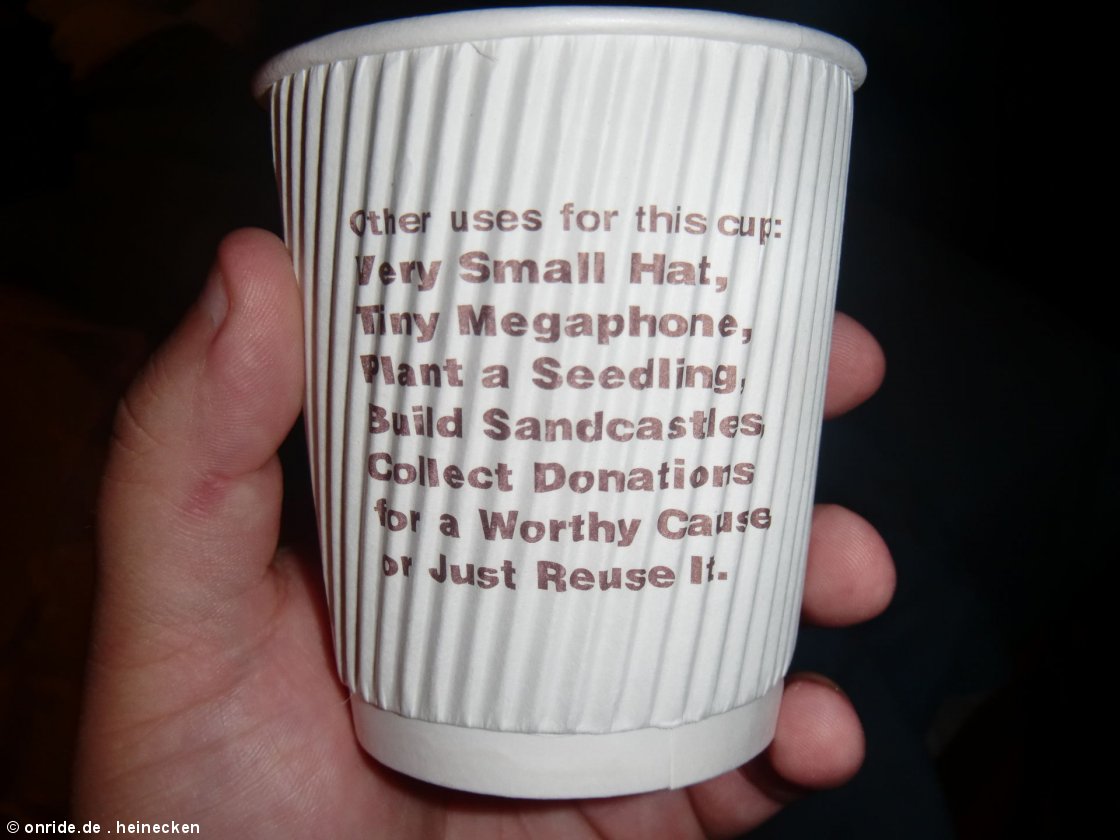 Other uses for this cup:
Very Small Hat,
Tiny Megaphone,
Plant a Seedling,
Build Sandcastles,
Collect Donations
for a Worthy Cause
or Just Reuse It.
© onride.de . heinecken